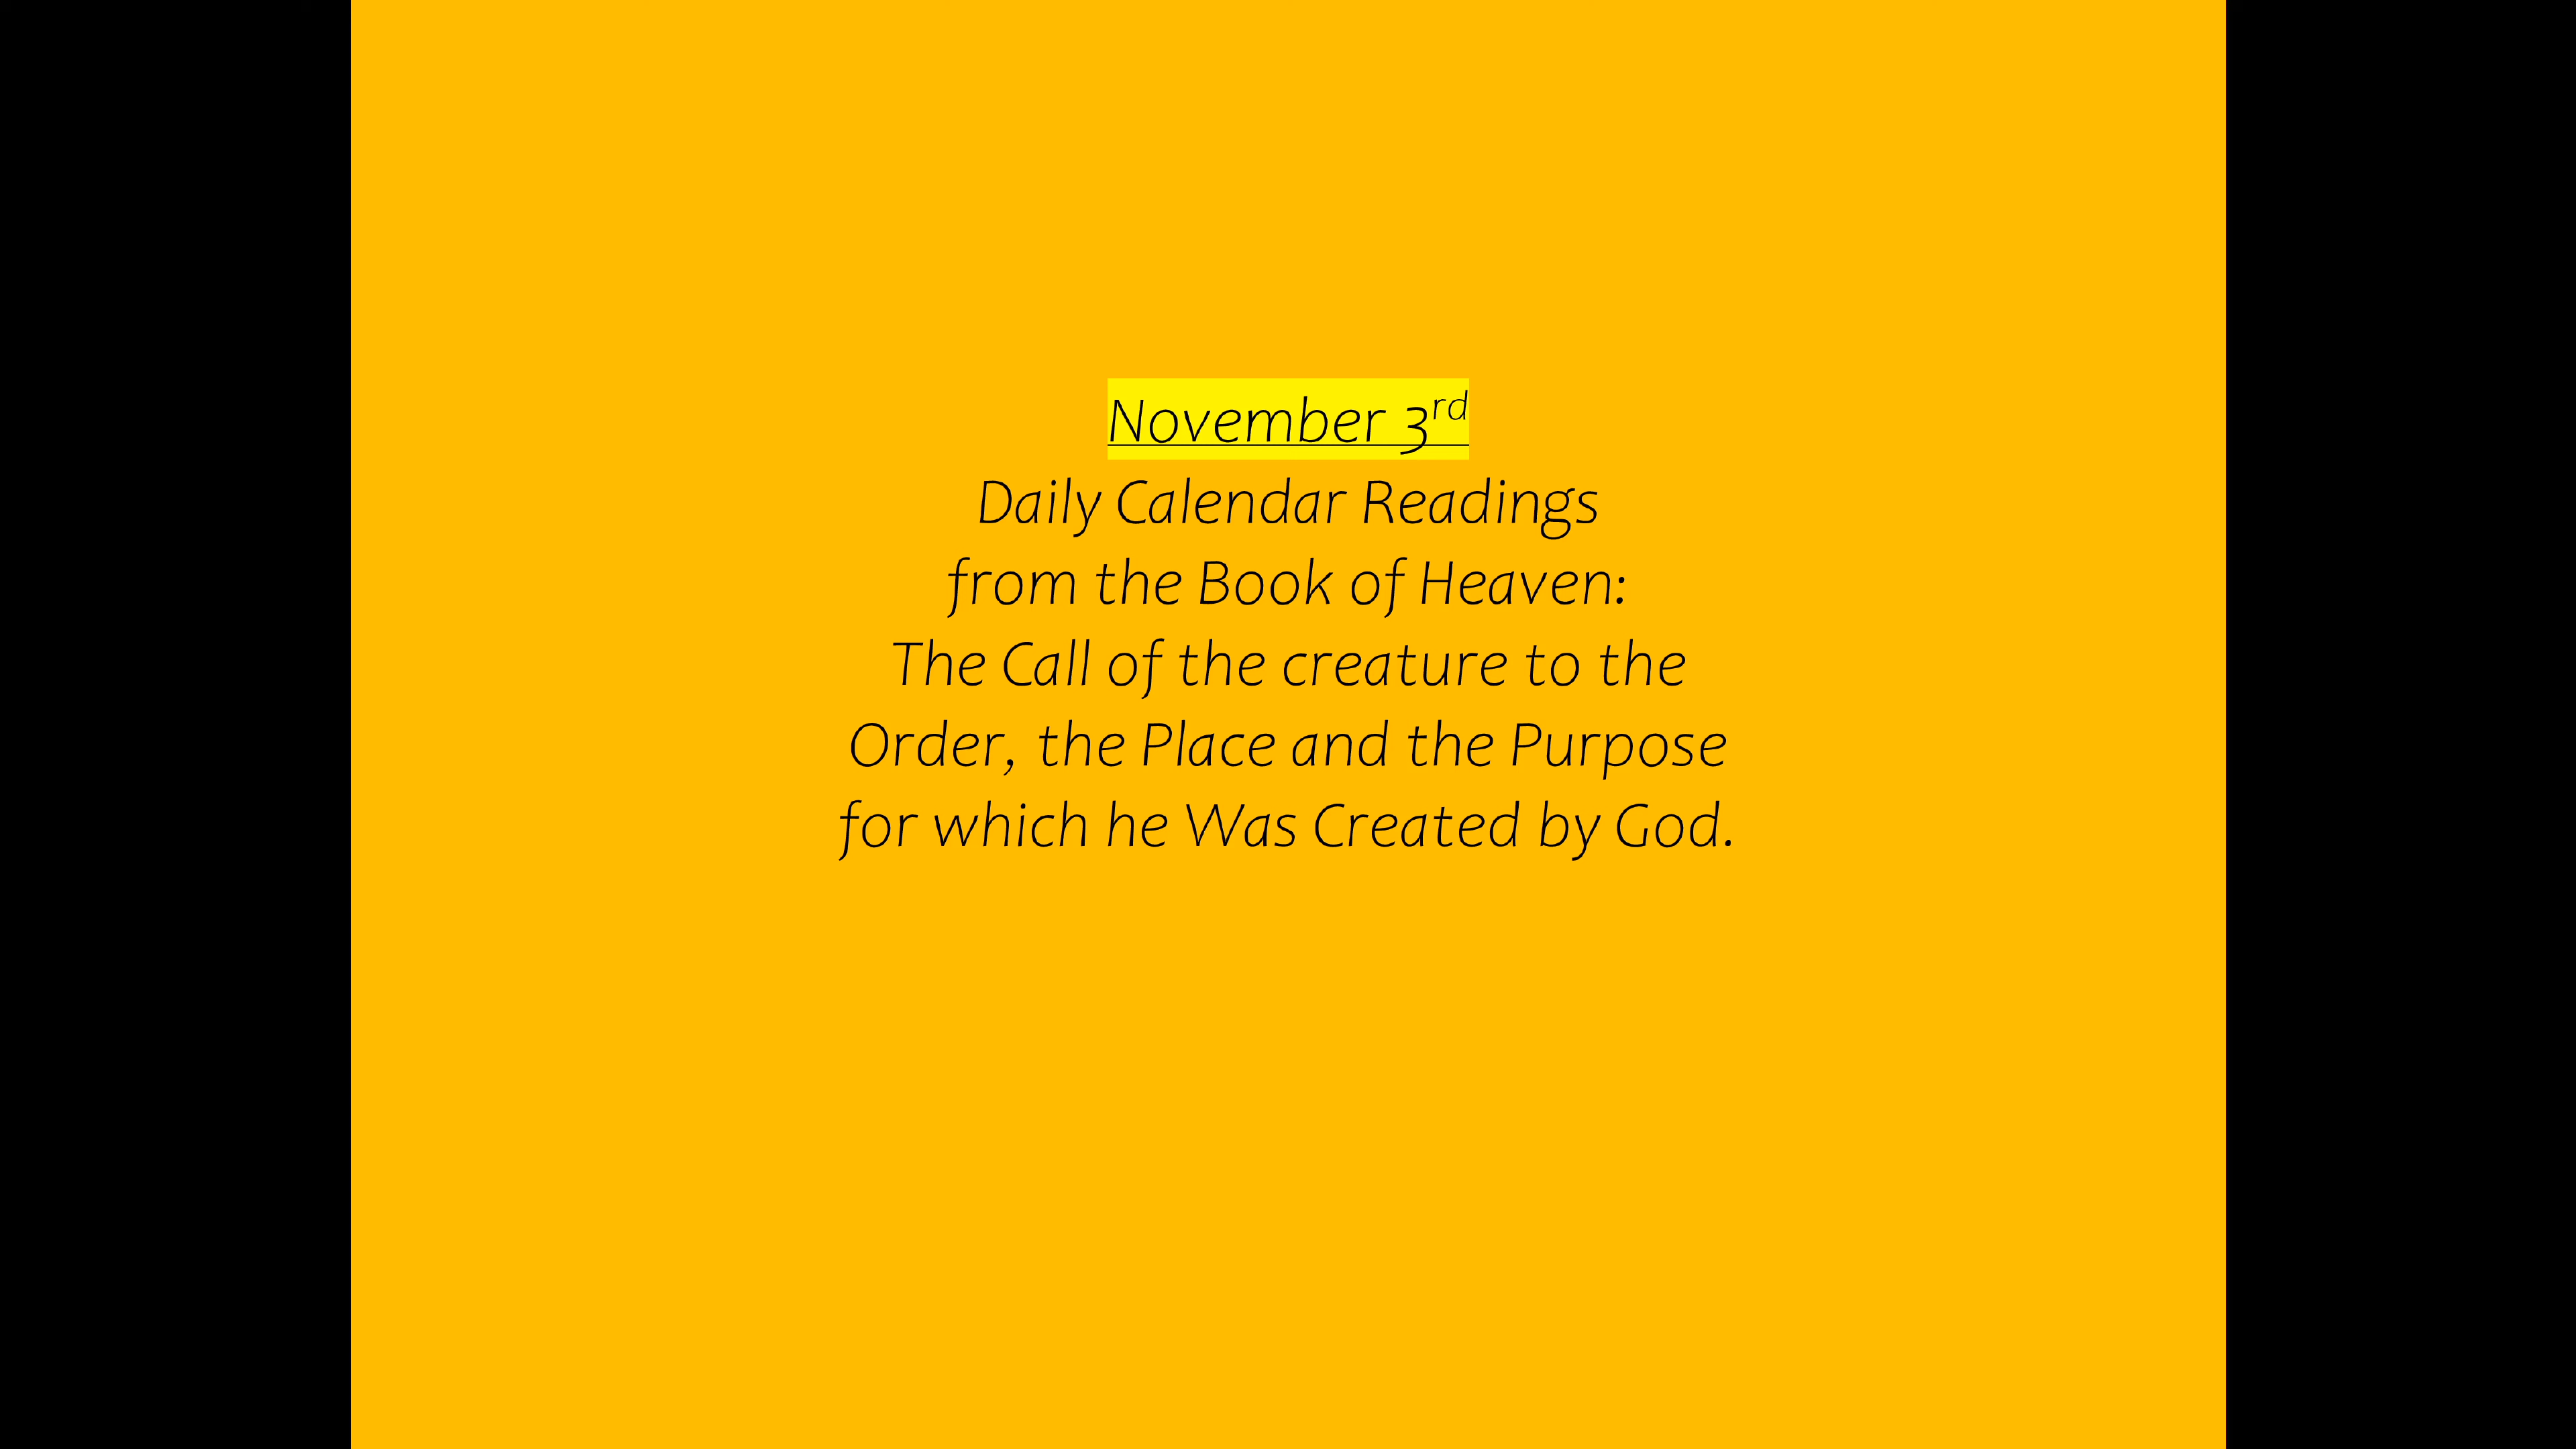 November 3rd
Daily Calendar Readings
from the Book of Heaven:
The Call of the creature to the
Order, the Place and the Purpose
for which he Was Created by God.